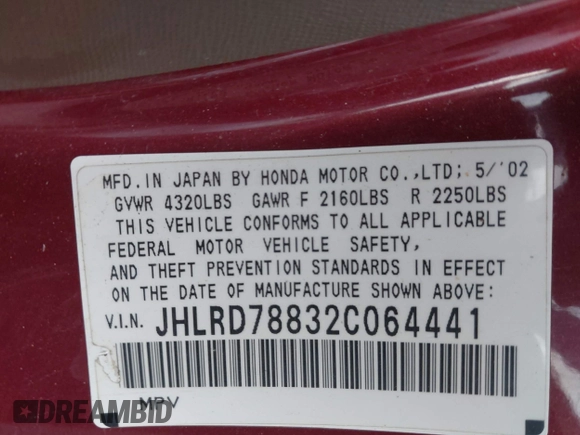 MFD.IN JAPAN BY HONDA MOTOR CO.,LTD; 5/'02
GVWR 4320LBS GAWR F 2160LBS R 2250LBS
THIS VEHICLE CONFORMS TO ALL APPLICABLE
FEDERAL MOTOR VEHICLE SAFETY,
AND THEFT PREVENTION STANDARDS IN EFFECT
ON THE DATE OF MANUFACTURE SHOWN ABOVE:
V.I.N. JHLRD78832C064441
MPV
DREAMBID